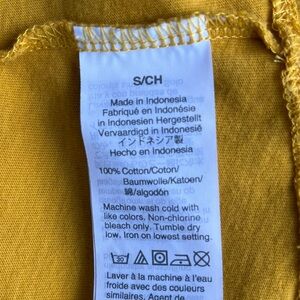 S/CH
Made in Indonesia
Fabriqué en Indonésie
in Indonesien Hergestellt
Vervaardigd in Indonesië
インドネシア製
Hecho en Indonesia
100% Cotton/Coton/
Baumwolle/Katoen/
綿/algodón
Machine wash cold with
like colors. Non-chlorine
bleach only. Tumble dry
low. Iron on lowest setting.
Laver à la machine à l'eau
froide avec des couleurs
similaires. Agent de